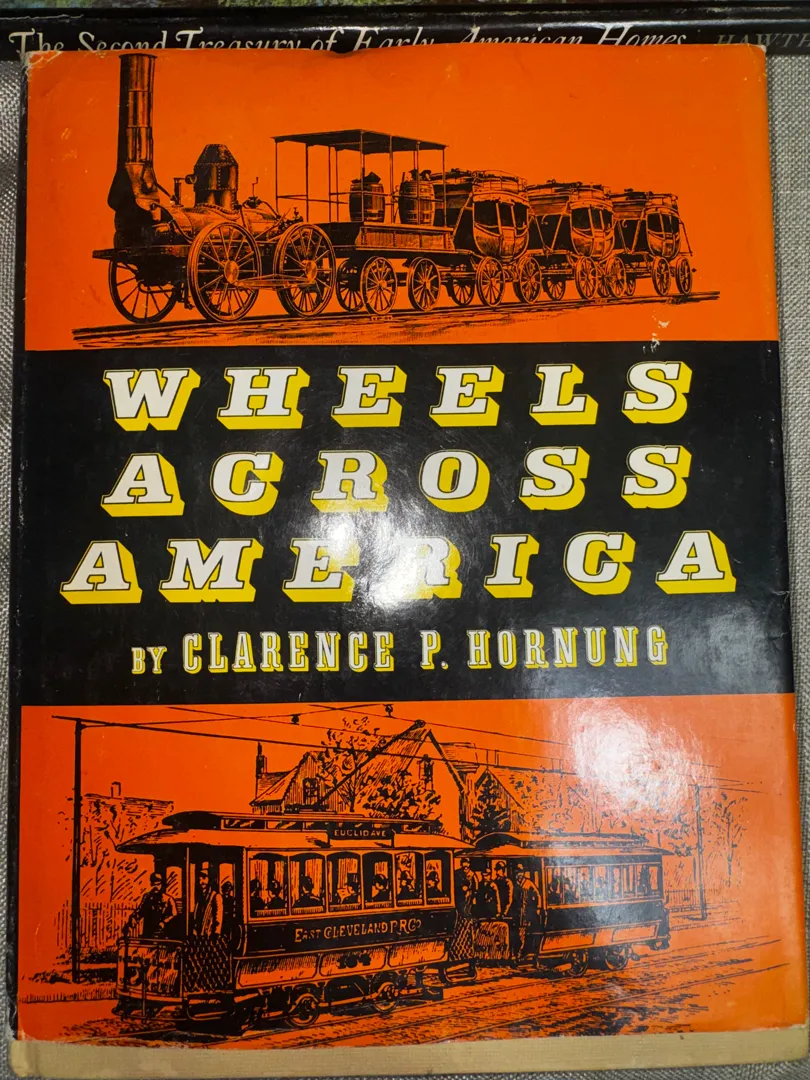 The Second Treasury of Early American Homes HAWTH
WHEELS
ACROSS
AMERICA
BY CLARENCE P. HORNUNG
EUCLID AVE
EAST CLEVELAND R.R. Co